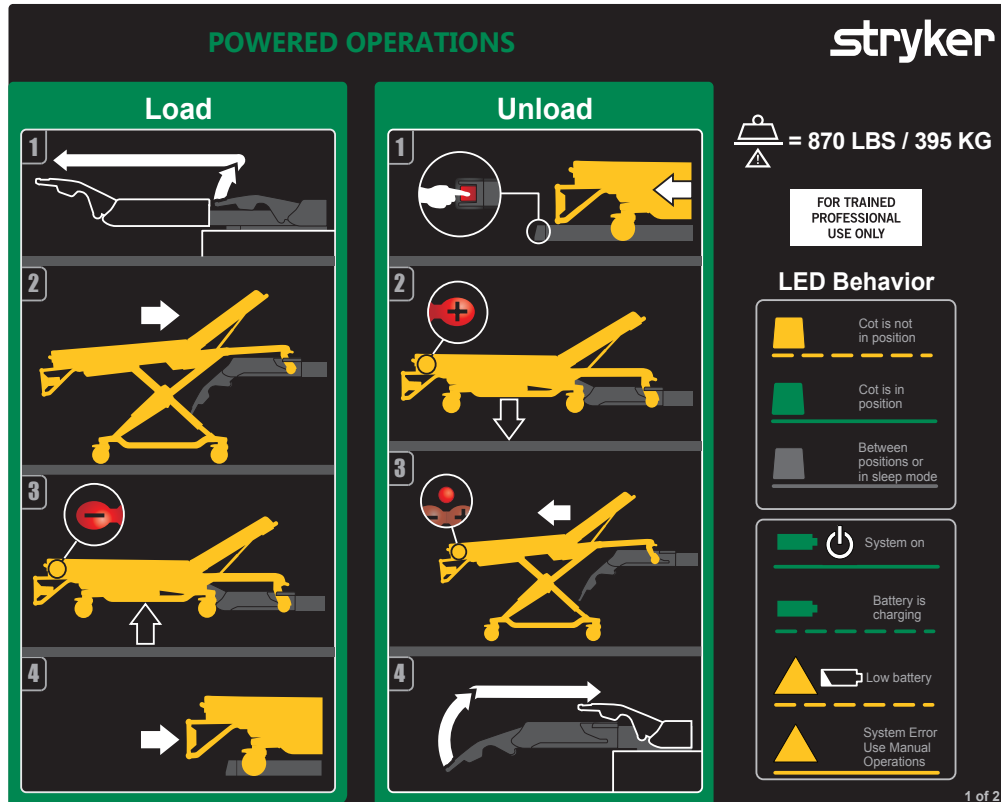 POWERED OPERATIONS
stryker
Load
1
2
3
4
Unload
1
2
3
4
= 870 LBS / 395 KG
FOR TRAINED
PROFESSIONAL
USE ONLY
LED Behavior
Cot is not
in position
Cot is in
position
Between
positions or
in sleep mode
System on
Battery is
charging
Low battery
System Error
Use Manual
Operations
1 of 2